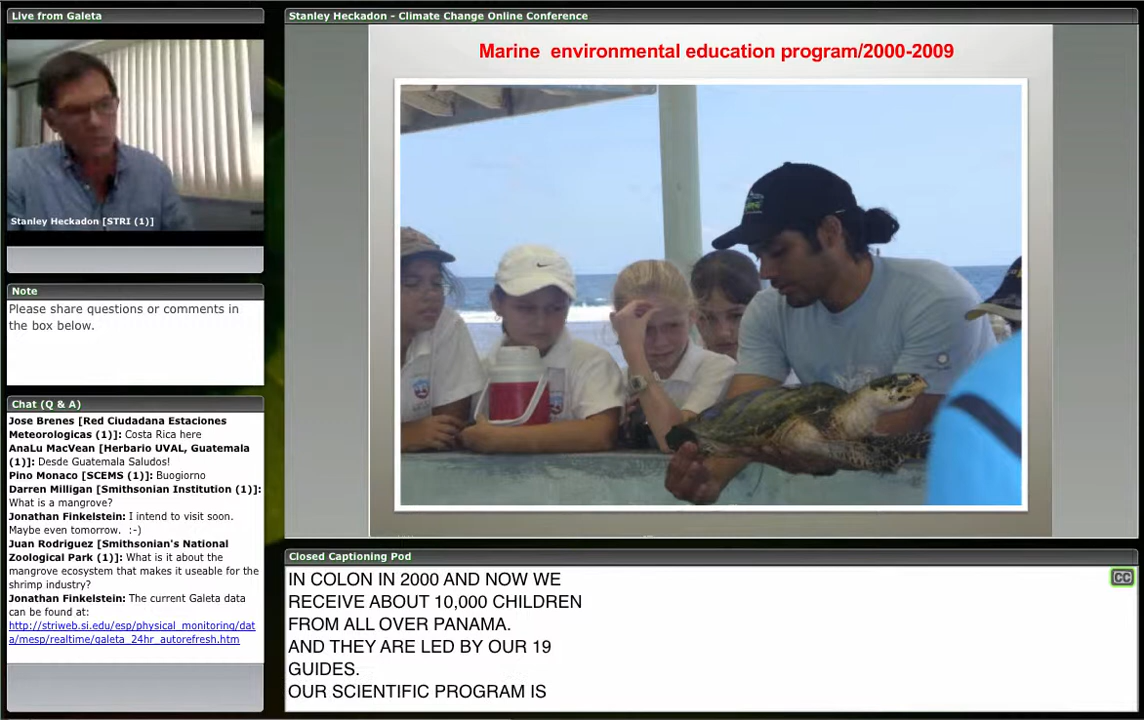 Live from Galeta
Stanley Heckadon [STRI (1)]
Note
Please share questions or comments in
the box below.
Chat (Q & A)
Jose Brenes [Red Ciudadana Estaciones
Meteorologicas (1)]: Costa Rica here
AnaLu MacVean [Herbario UVAL, Guatemala
(1)]: Desde Guatemala Saludos!
Pino Monaco [SCEMS (1)]: Buogiorno
Darren Milligan [Smithsonian Institution (1)]:
What is a mangrove?
Jonathan Finkelstein: I intend to visit soon.
Maybe even tomorrow. :-)
Juan Rodriguez [Smithsonian's National
Zoological Park (1)]: What is it about the
mangrove ecosystem that makes it useable for the
shrimp industry?
Jonathan Finkelstein: The current Galeta data
can be found at:
http://striweb.si.edu/esp/physical_monitoring/dat
a/mesp/realtime/galeta_24hr_autorefresh.htm
Stanley Heckadon - Climate Change Online Conference
Marine environmental education program/2000-2009
Closed Captioning Pod
CC
IN COLON IN 2000 AND NOW WE
RECEIVE ABOUT 10,000 CHILDREN
FROM ALL OVER PANAMA.
AND THEY ARE LED BY OUR 19
GUIDES.
OUR SCIENTIFIC PROGRAM IS